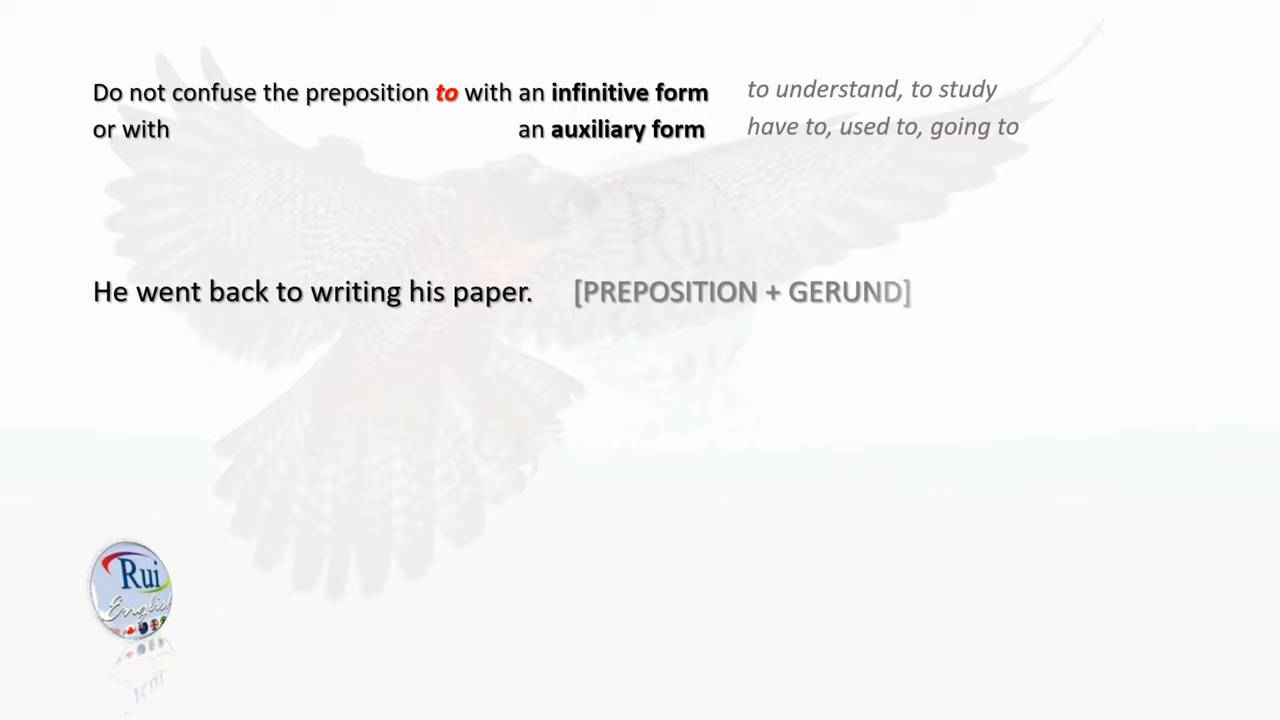 Do not confuse the preposition to with an infinitive form to understand, to study
or with an auxiliary form have to, used to, going to
He went back to writing his paper. [PREPOSITION + GERUND]
Rui
English